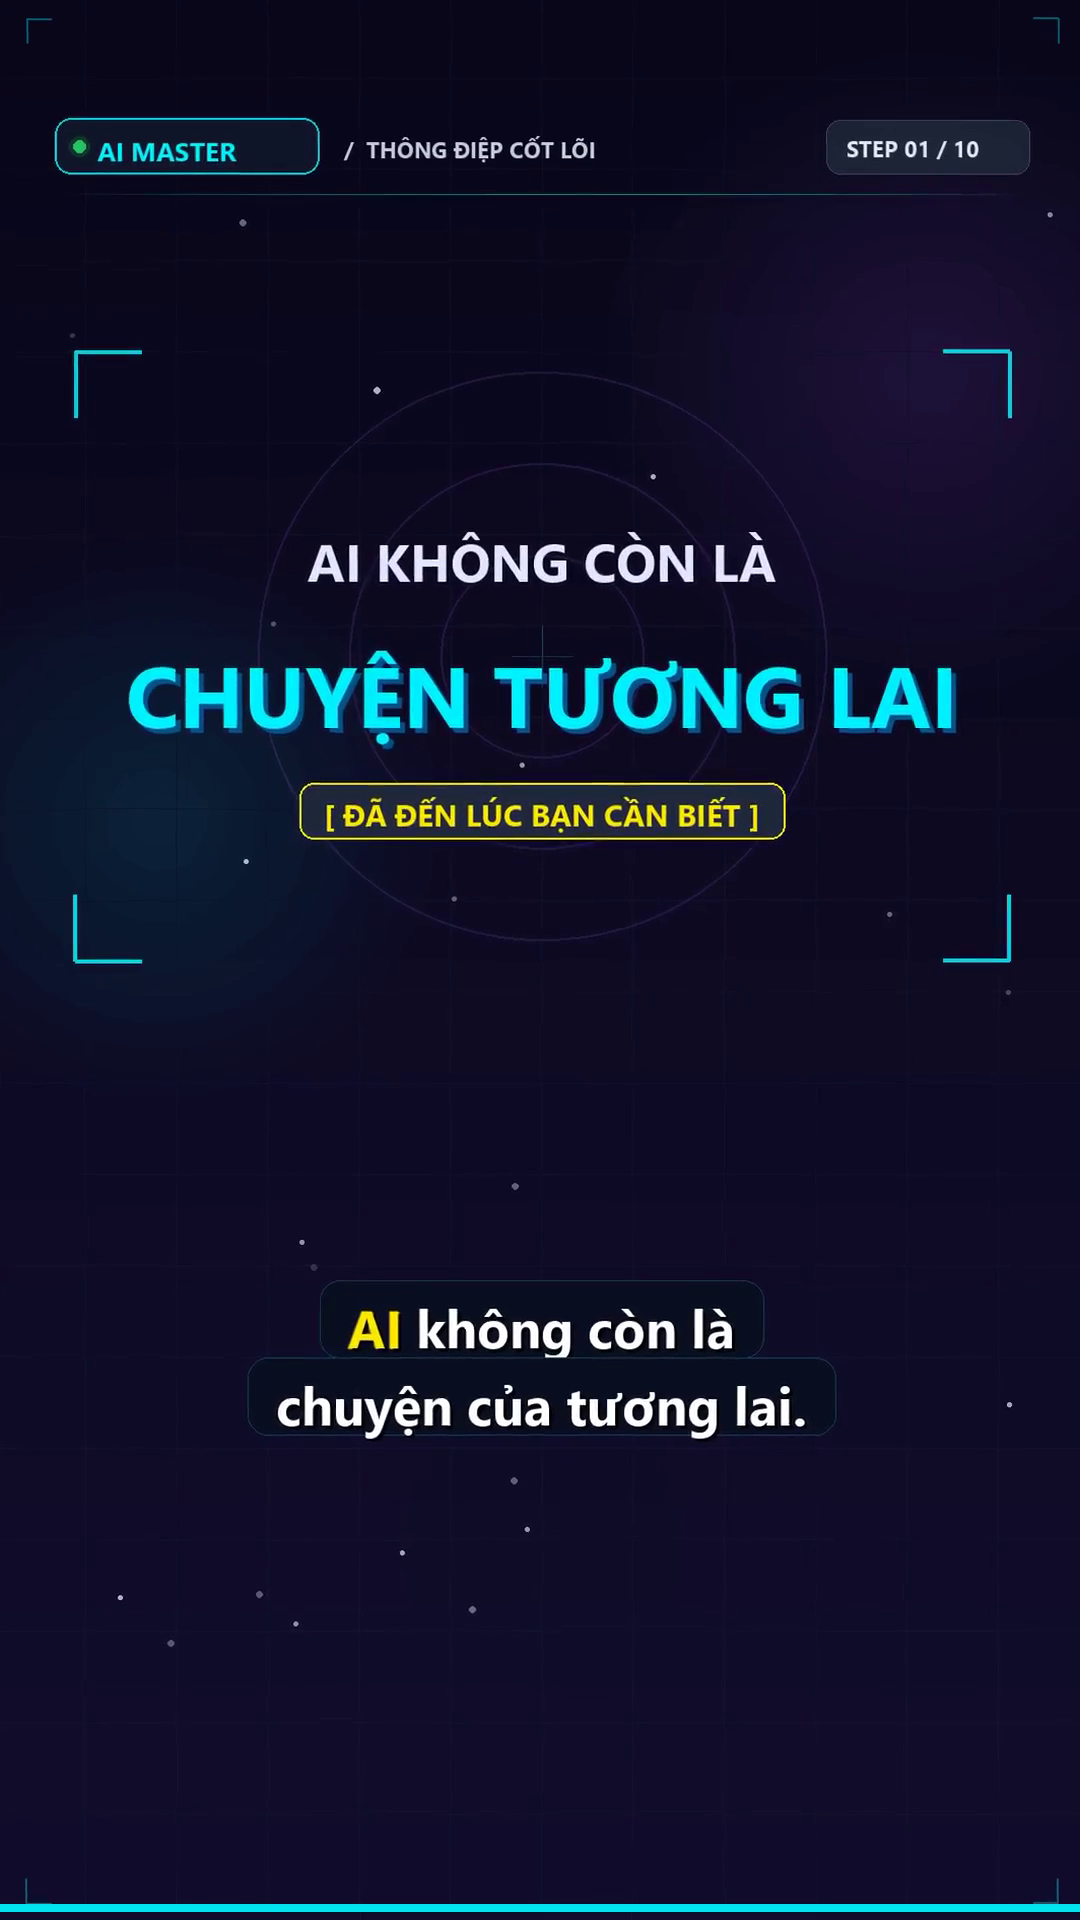 AI MASTER / THÔNG ĐIỆP CỐT LÕI STEP 01 / 10
AI KHÔNG CÒN LÀ
CHUYỆN TƯƠNG LAI
[ ĐÃ ĐẾN LÚC BẠN CẦN BIẾT ]
AI không còn là
chuyện của tương lai.